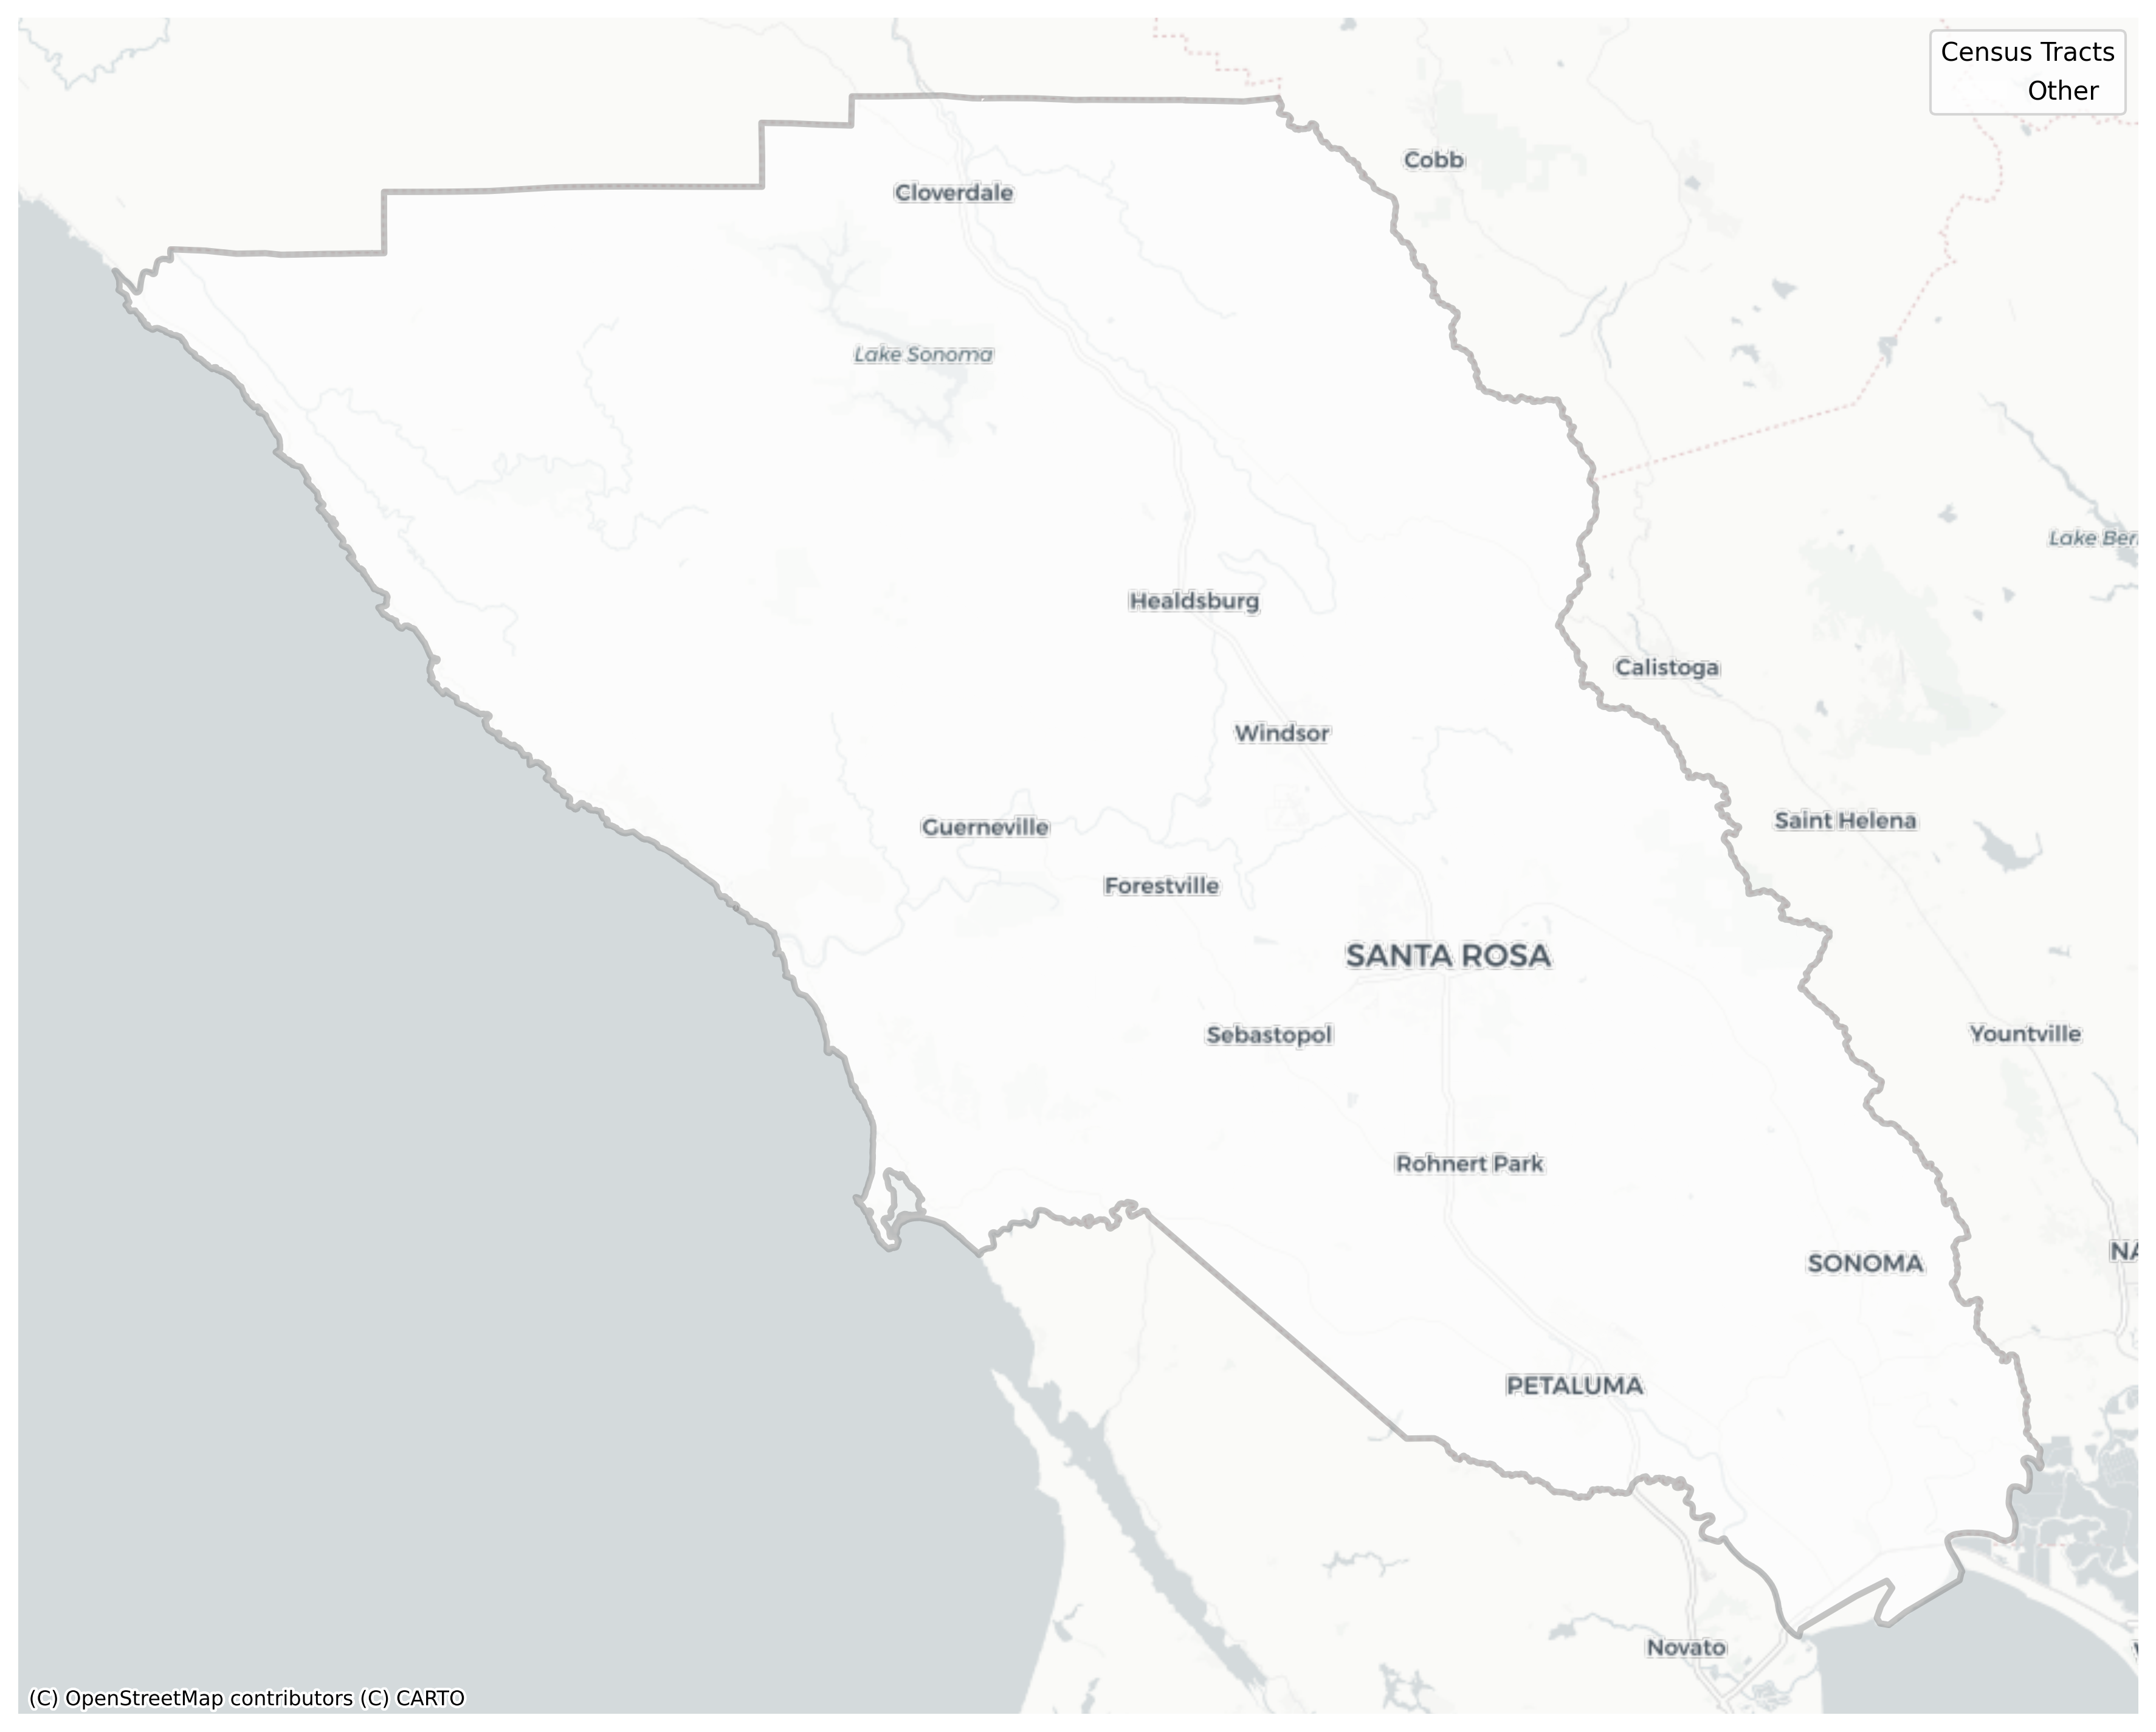 Census Tracts
Other
Cobb
Cloverdale
Lake Sonoma
Lake Ber
Healdsburg
Calistoga
Windsor
Saint Helena
Guerneville
Forestville
SANTA ROSA
Sebastopol
Yountville
Rohnert Park
NA
SONOMA
PETALUMA
Novato
(C) OpenStreetMap contributors (C) CARTO